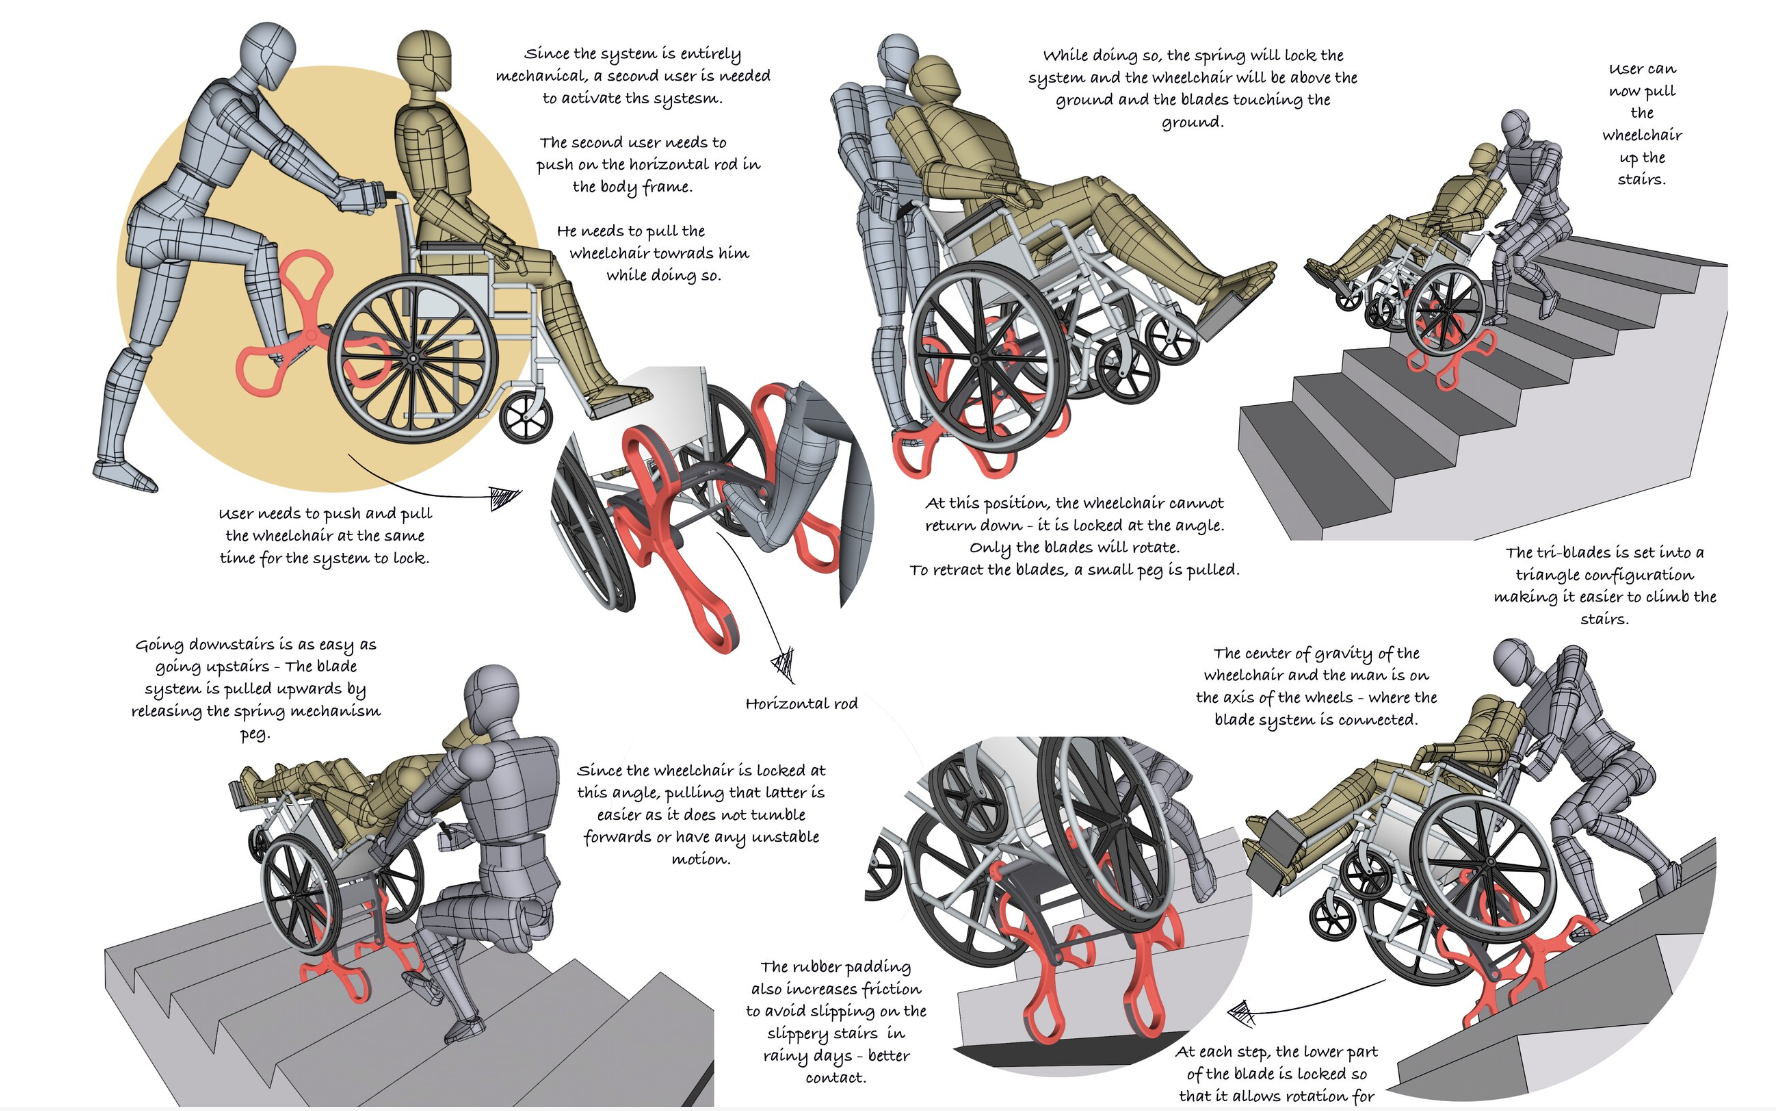 Since the system is entirely
mechanical, a second user is needed
to activate ths systesm.
The second user needs to
push on the horizontal rod in
the body frame.
He needs to pull the
wheelchair towrads him
while doing so.
While doing so, the spring will lock the
system and the wheelchair will be above the
ground and the blades touching the
ground.
User can
now pull
the
wheelchair
up the
stairs.
User needs to push and pull
the wheelchair at the same
time for the system to lock.
At this position, the wheelchair cannot
return down - it is locked at the angle.
Only the blades will rotate.
To retract the blades, a small peg is pulled.
The tri-blades is set into a
triangle configuration
making it easier to climb the
stairs.
Going downstairs is as easy as
going upstairs - The blade
system is pulled upwards by
releasing the spring mechanism
peg.
Horizontal rod
The center of gravity of the
wheelchair and the man is on
the axis of the wheels - where the
blade system is connected.
Since the wheelchair is locked at
this angle, pulling that latter is
easier as it does not tumble
forwards or have any unstable
motion.
The rubber padding
also increases friction
to avoid slipping on the
slippery stairs in
rainy days - better
contact.
At each step, the lower part
of the blade is locked so
that it allows rotation for